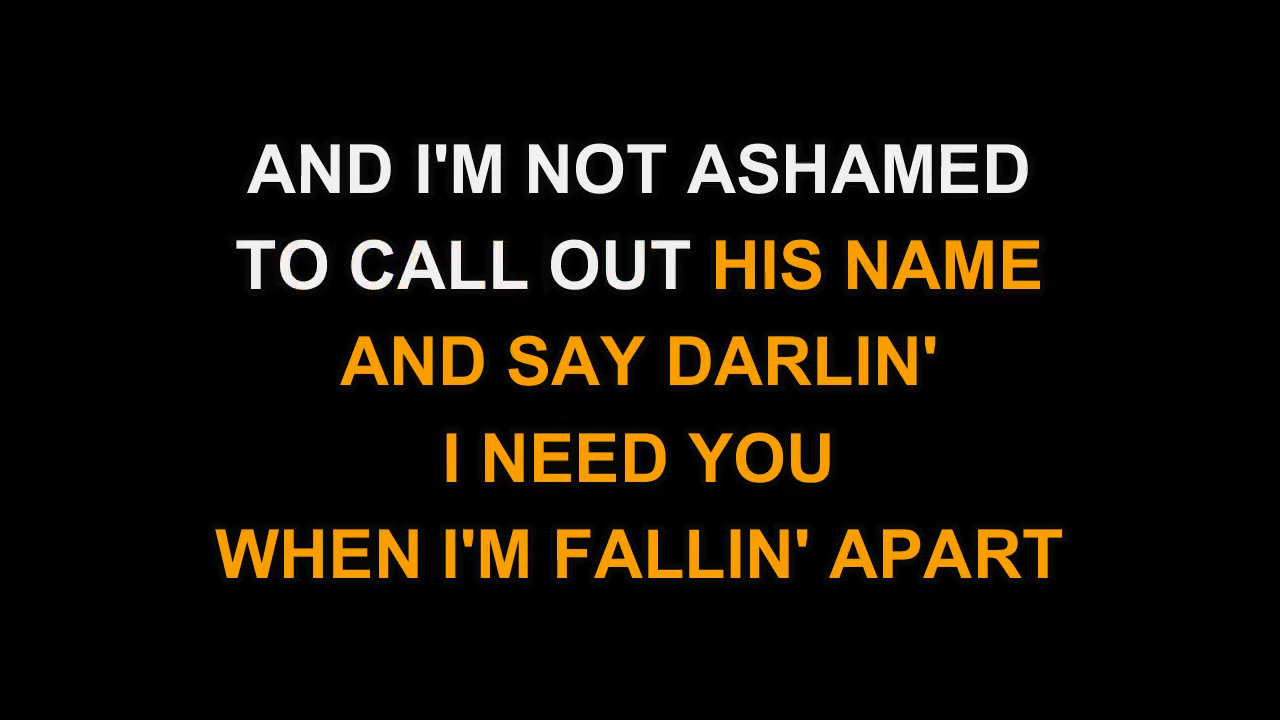 AND I'M NOT ASHAMED
TO CALL OUT HIS NAME
AND SAY DARLIN'
I NEED YOU
WHEN I'M FALLIN' APART